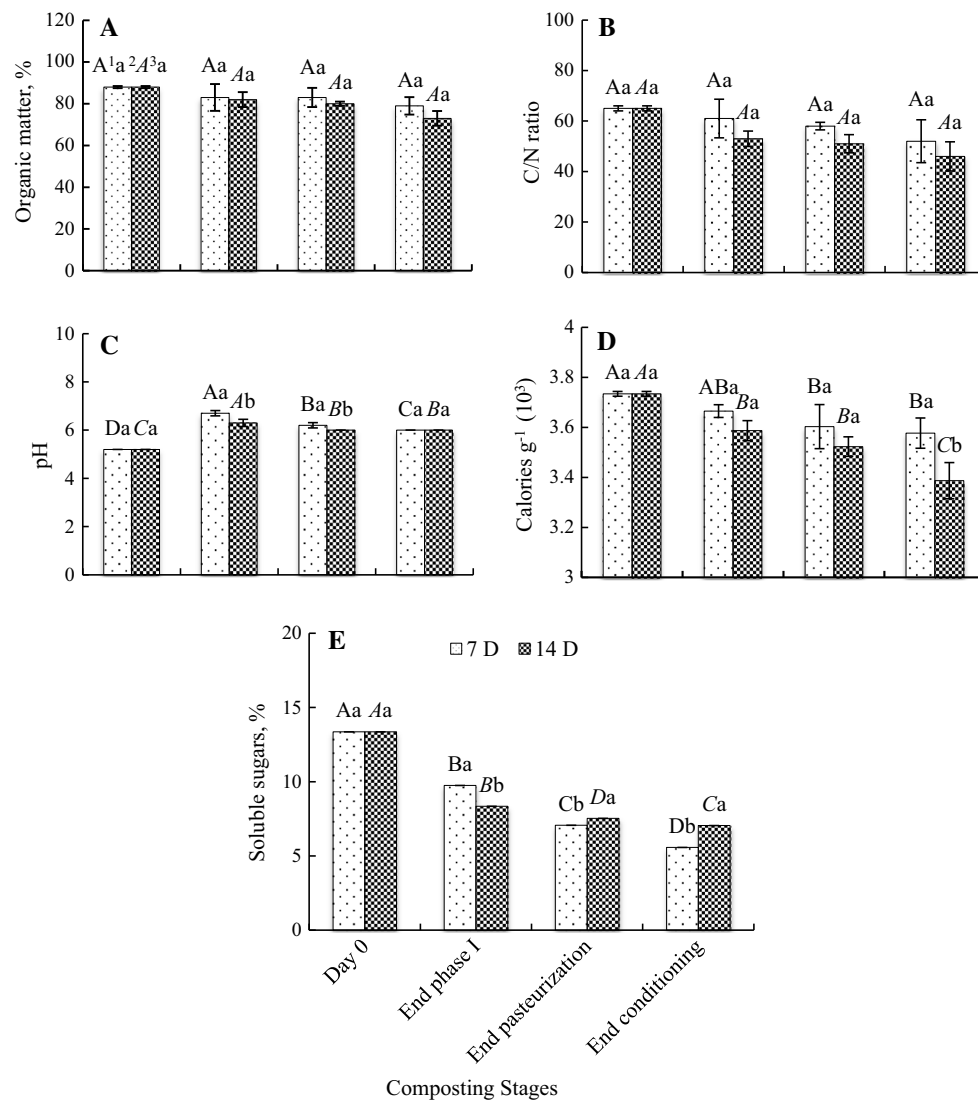 A
Organic matter, %
120
100
80
60
40
20
0
A¹a ²A³a
Aa Aa
Aa Aa
Aa Aa
B
C/N ratio
100
80
60
40
20
0
Aa Aa
Aa Aa
Aa Aa
Aa Aa
C
pH
10
8
6
4
2
0
Da Ca
Aa Ab
Ba Bb
Ca Ba
D
Calories g⁻¹ (10³)
4
3.8
3.6
3.4
3.2
3
Aa Aa
ABa Ba
Ba Ba
Ba Cb
E
7 D 14 D
Soluble sugars, %
20
15
10
5
0
Aa Aa
Ba Bb
Cb Da
Db Ca
Day 0
End phase I
End pasteurization
End conditioning
Composting Stages